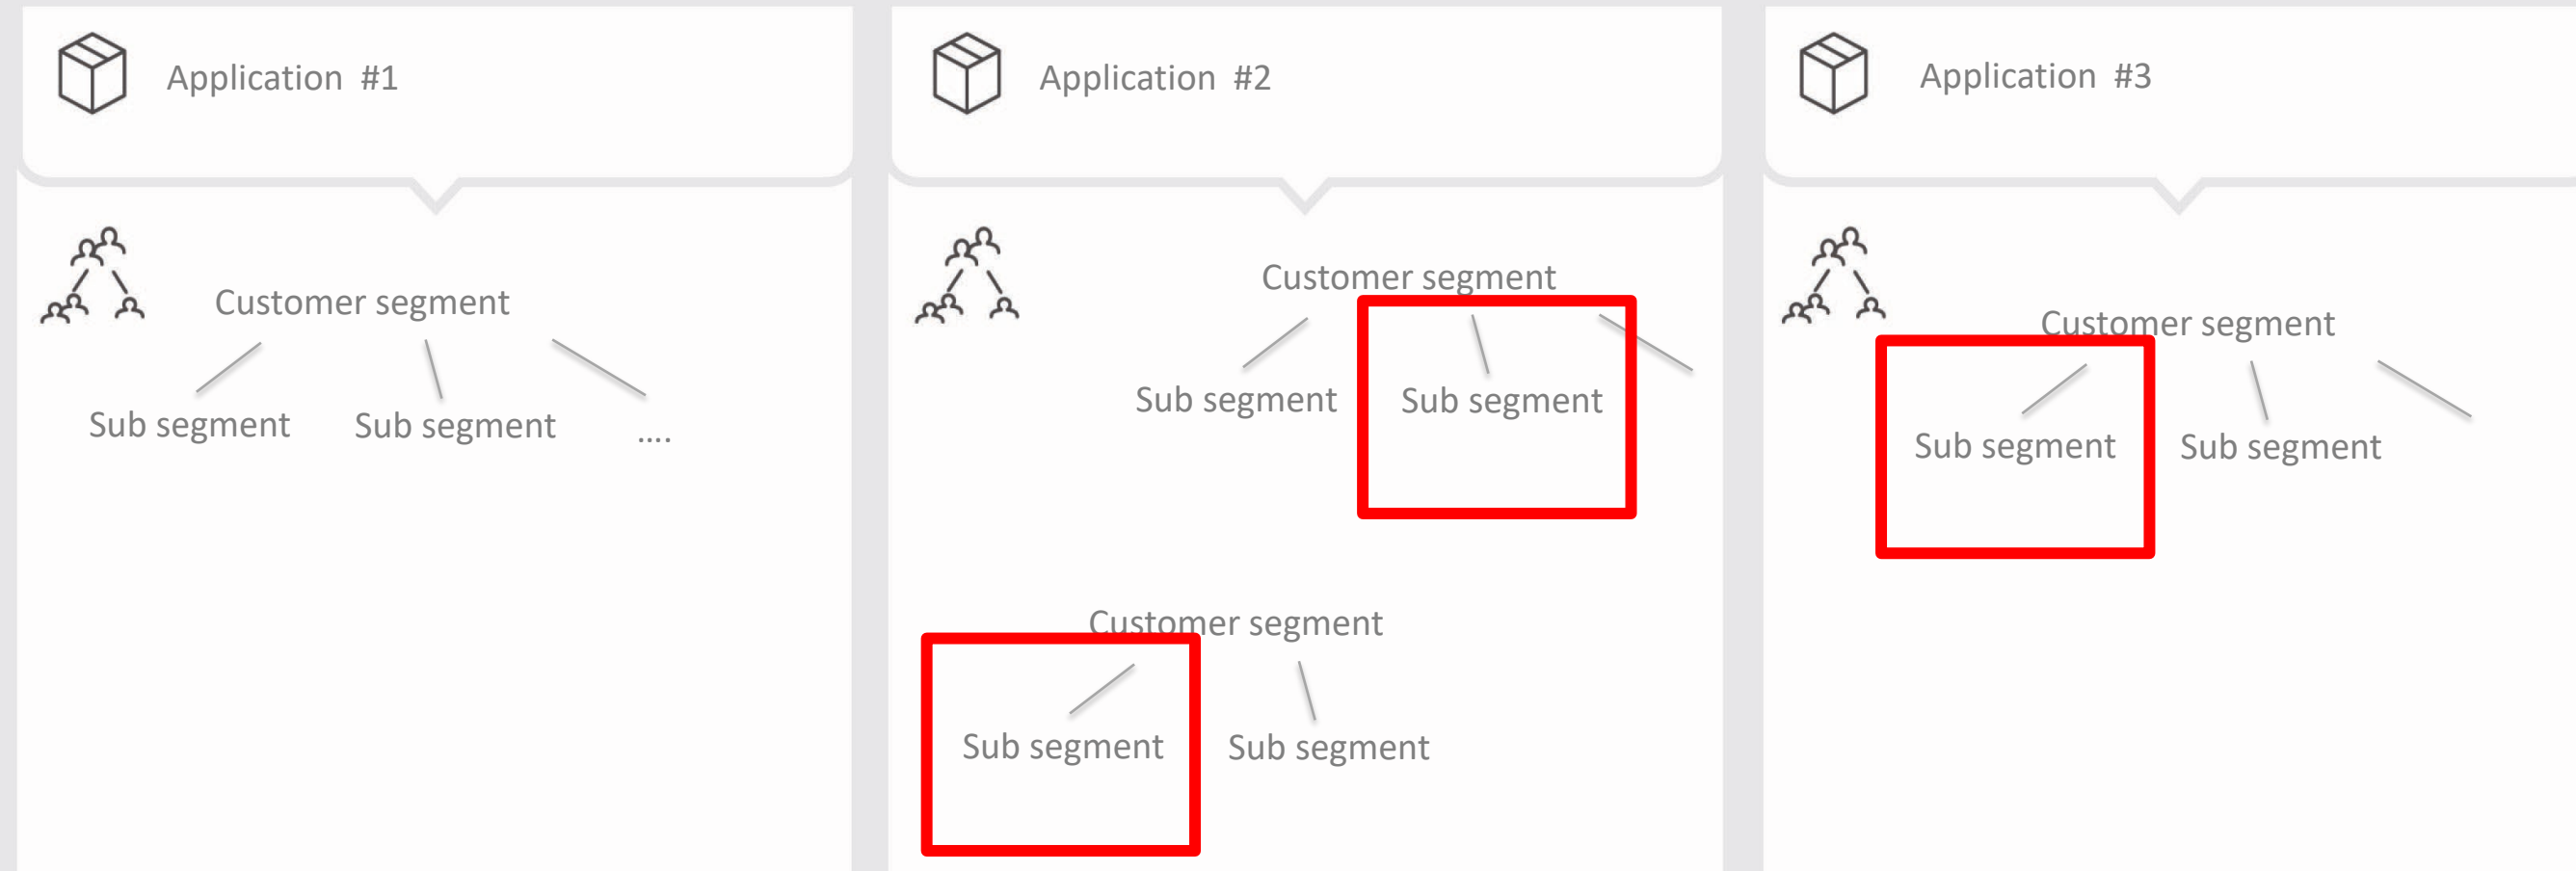 Application #1
Customer segment
Sub segment
Sub segment
....
Application #2
Customer segment
Sub segment
Sub segment
Customer segment
Sub segment
Sub segment
Application #3
Customer segment
Sub segment
Sub segment